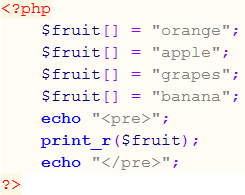 <?php
    $fruit[] = "orange";
    $fruit[] = "apple";
    $fruit[] = "grapes";
    $fruit[] = "banana";
    echo "<pre>";
    print_r($fruit);
    echo "</pre>";
?>